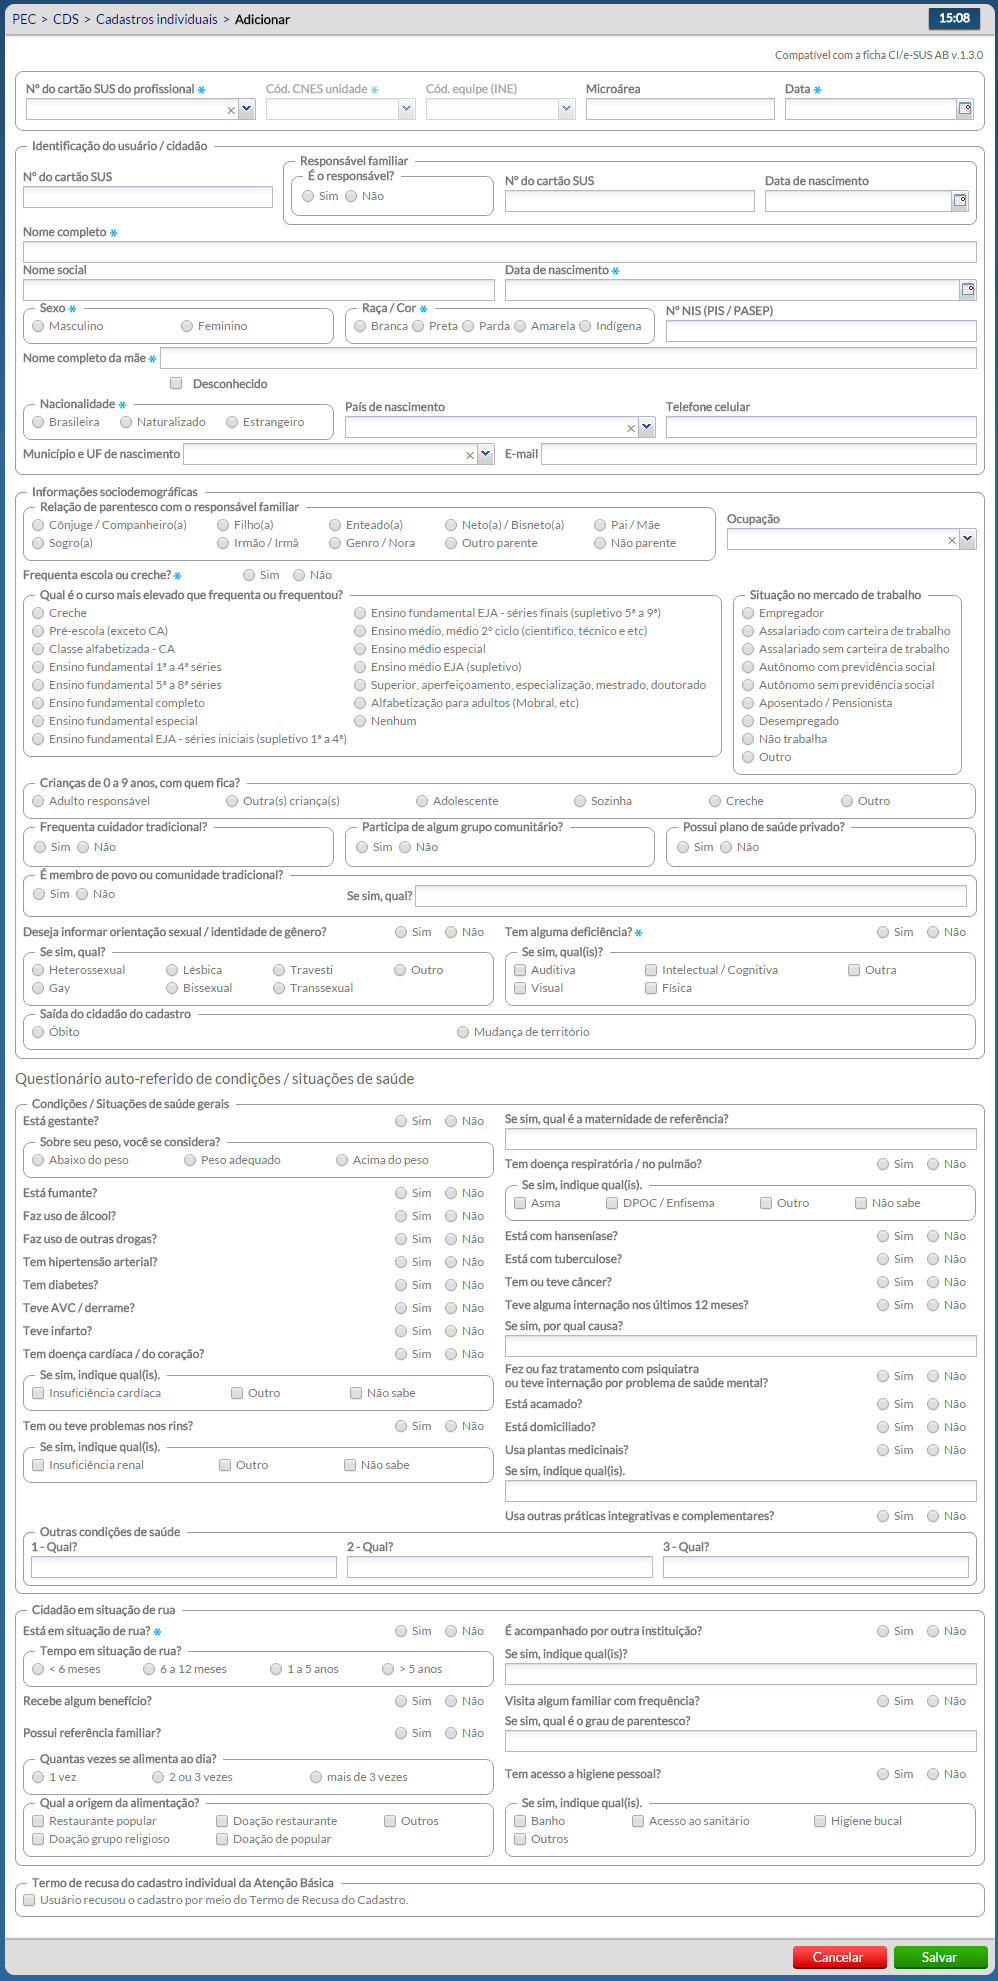 PEC > CDS > Cadastros individuais > Adicionar 15:08
Compatível com a ficha CI/e-SUS AB v.1.3.0
Nº do cartão SUS do profissional * Cód. CNES unidade * Cód. equipe (INE) Microárea Data *
Identificação do usuário / cidadão
Responsável familiar
Nº do cartão SUS É o responsável? Nº do cartão SUS Data de nascimento
Sim Não
Nome completo *
Nome social Data de nascimento *
Sexo * Raça / Cor * Nº NIS (PIS / PASEP)
Masculino Feminino Branca Preta Parda Amarela Indígena
Nome completo da mãe *
Desconhecido
Nacionalidade * País de nascimento Telefone celular
Brasileira Naturalizado Estrangeiro
Município e UF de nascimento E-mail
Informações sociodemográficas
Relação de parentesco com o responsável familiar Ocupação
Cônjuge / Companheiro(a) Filho(a) Enteado(a) Neto(a) / Bisneto(a) Pai / Mãe
Sogro(a) Irmão / Irmã Genro / Nora Outro parente Não parente
Frequenta escola ou creche? * Sim Não
Qual é o curso mais elevado que frequenta ou frequentou? Situação no mercado de trabalho
Creche Ensino fundamental EJA - séries finais (supletivo 5ª a 9ª) Empregador
Pré-escola (exceto CA) Ensino médio, médio 2º ciclo (científico, técnico e etc) Assalariado com carteira de trabalho
Classe alfabetizada - CA Ensino médio especial Assalariado sem carteira de trabalho
Ensino fundamental 1ª a 4ª séries Ensino médio EJA (supletivo) Autônomo com previdência social
Ensino fundamental 5ª a 8ª séries Superior, aperfeiçoamento, especialização, mestrado, doutorado Autônomo sem previdência social
Ensino fundamental completo Alfabetização para adultos (Mobral, etc) Aposentado / Pensionista
Ensino fundamental especial Nenhum Desempregado
Ensino fundamental EJA - séries iniciais (supletivo 1ª a 4ª) Não trabalha
Outro
Crianças de 0 a 9 anos, com quem fica?
Adulto responsável Outra(s) criança(s) Adolescente Sozinha Creche Outro
Frequenta cuidador tradicional? Participa de algum grupo comunitário? Possui plano de saúde privado?
Sim Não Sim Não Sim Não
É membro de povo ou comunidade tradicional?
Sim Não Se sim, qual?
Deseja informar orientação sexual / identidade de gênero? Sim Não Tem alguma deficiência? * Sim Não
Se sim, qual? Se sim, qual(is)?
Heterossexual Lésbica Travesti Outro Auditiva Intelectual / Cognitiva Outra
Gay Bissexual Transsexual Visual Física
Saída do cidadão do cadastro
Óbito Mudança de território
Questionário auto-referido de condições / situações de saúde
Condições / Situações de saúde gerais
Está gestante? Sim Não Se sim, qual é a maternidade de referência?
Sobre seu peso, você se considera?
Abaixo do peso Peso adequado Acima do peso Tem doença respiratória / no pulmão? Sim Não
Está fumante? Sim Não Se sim, indique qual(is).
Faz uso de álcool? Sim Não Asma DPOC / Enfisema Outro Não sabe
Faz uso de outras drogas? Sim Não Está com hanseníase? Sim Não
Tem hipertensão arterial? Sim Não Está com tuberculose? Sim Não
Tem diabetes? Sim Não Tem ou teve câncer? Sim Não
Teve AVC / derrame? Sim Não Teve alguma internação nos últimos 12 meses? Sim Não
Teve infarto? Sim Não Se sim, por qual causa?
Tem doença cardíaca / do coração? Sim Não
Se sim, indique qual(is). Fez ou faz tratamento com psiquiatra
ou teve internação por problema de saúde mental? Sim Não
Insuficiência cardíaca Outro Não sabe Está acamado? Sim Não
Tem ou teve problemas nos rins? Sim Não Está domiciliado? Sim Não
Se sim, indique qual(is). Usa plantas medicinais? Sim Não
Insuficiência renal Outro Não sabe Se sim, indique qual(is).
Usa outras práticas integrativas e complementares? Sim Não
Outras condições de saúde
1 - Qual? 2 - Qual? 3 - Qual?
Cidadão em situação de rua
Está em situação de rua? * Sim Não É acompanhado por outra instituição? Sim Não
Tempo em situação de rua? Se sim, indique qual(is)?
< 6 meses 6 a 12 meses 1 a 5 anos > 5 anos
Recebe algum benefício? Sim Não Visita algum familiar com frequência? Sim Não
Possui referência familiar? Sim Não Se sim, qual é o grau de parentesco?
Quantas vezes se alimenta ao dia?
1 vez 2 ou 3 vezes mais de 3 vezes Tem acesso a higiene pessoal? Sim Não
Qual a origem da alimentação? Se sim, indique qual(is).
Restaurante popular Doação restaurante Outros Banho Acesso ao sanitário Higiene bucal
Doação grupo religioso Doação de popular Outros
Termo de recusa do cadastro individual da Atenção Básica
Usuário recusou o cadastro por meio do Termo de Recusa do Cadastro.
Cancelar Salvar